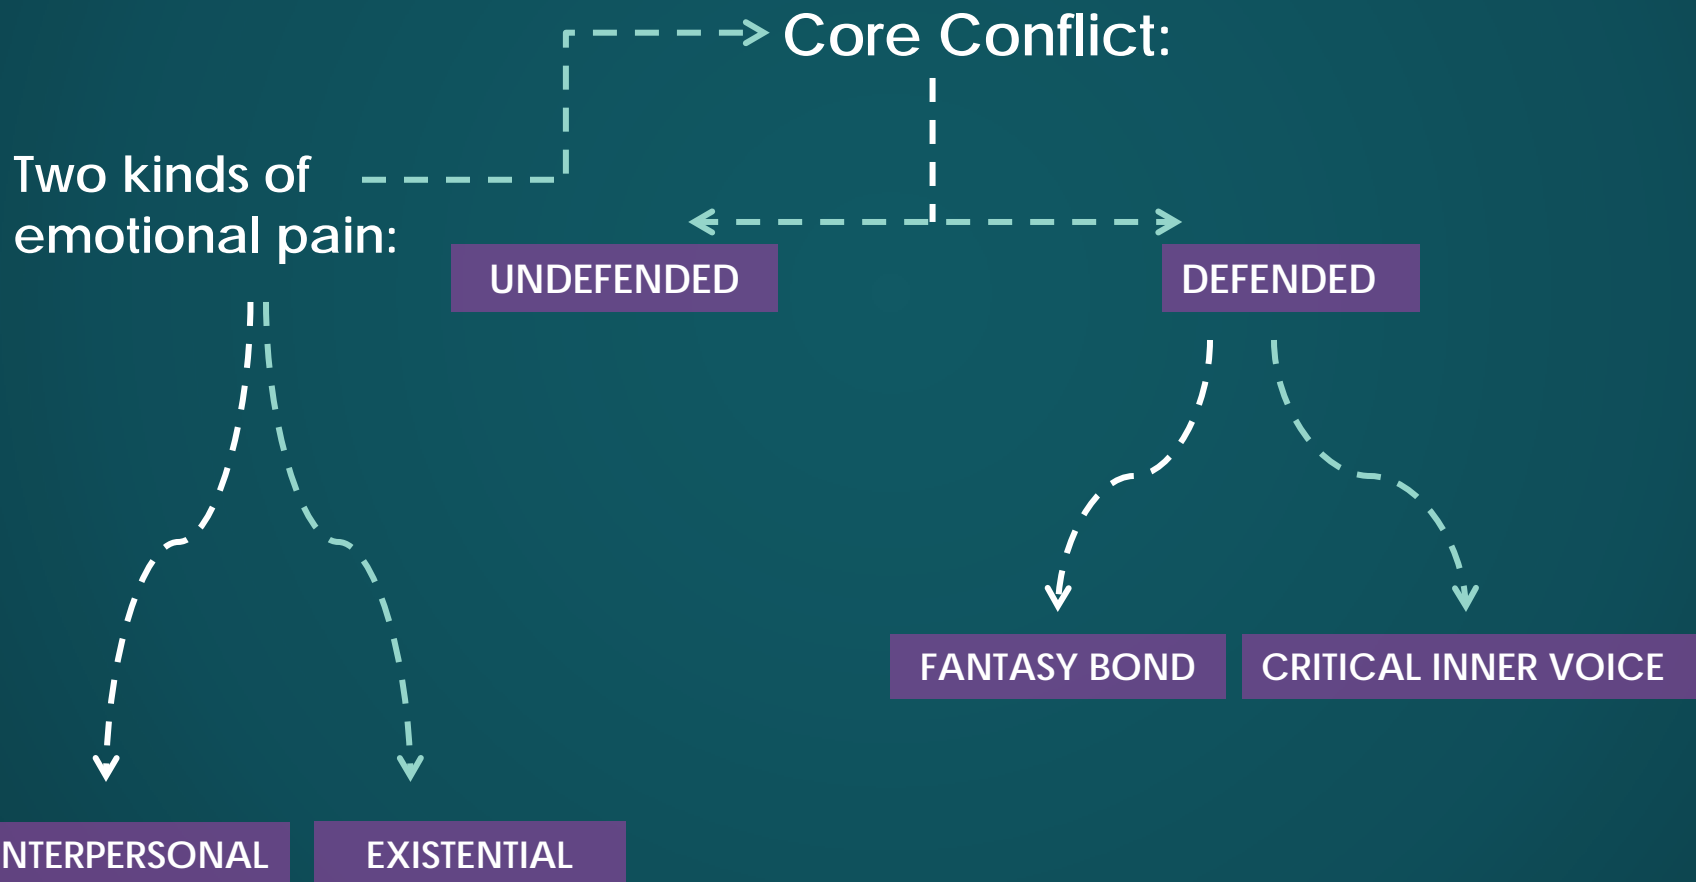 Core Conflict:
Two kinds of
emotional pain:
UNDEFENDED
DEFENDED
FANTASY BOND
CRITICAL INNER VOICE
NTERPERSONAL
EXISTENTIAL